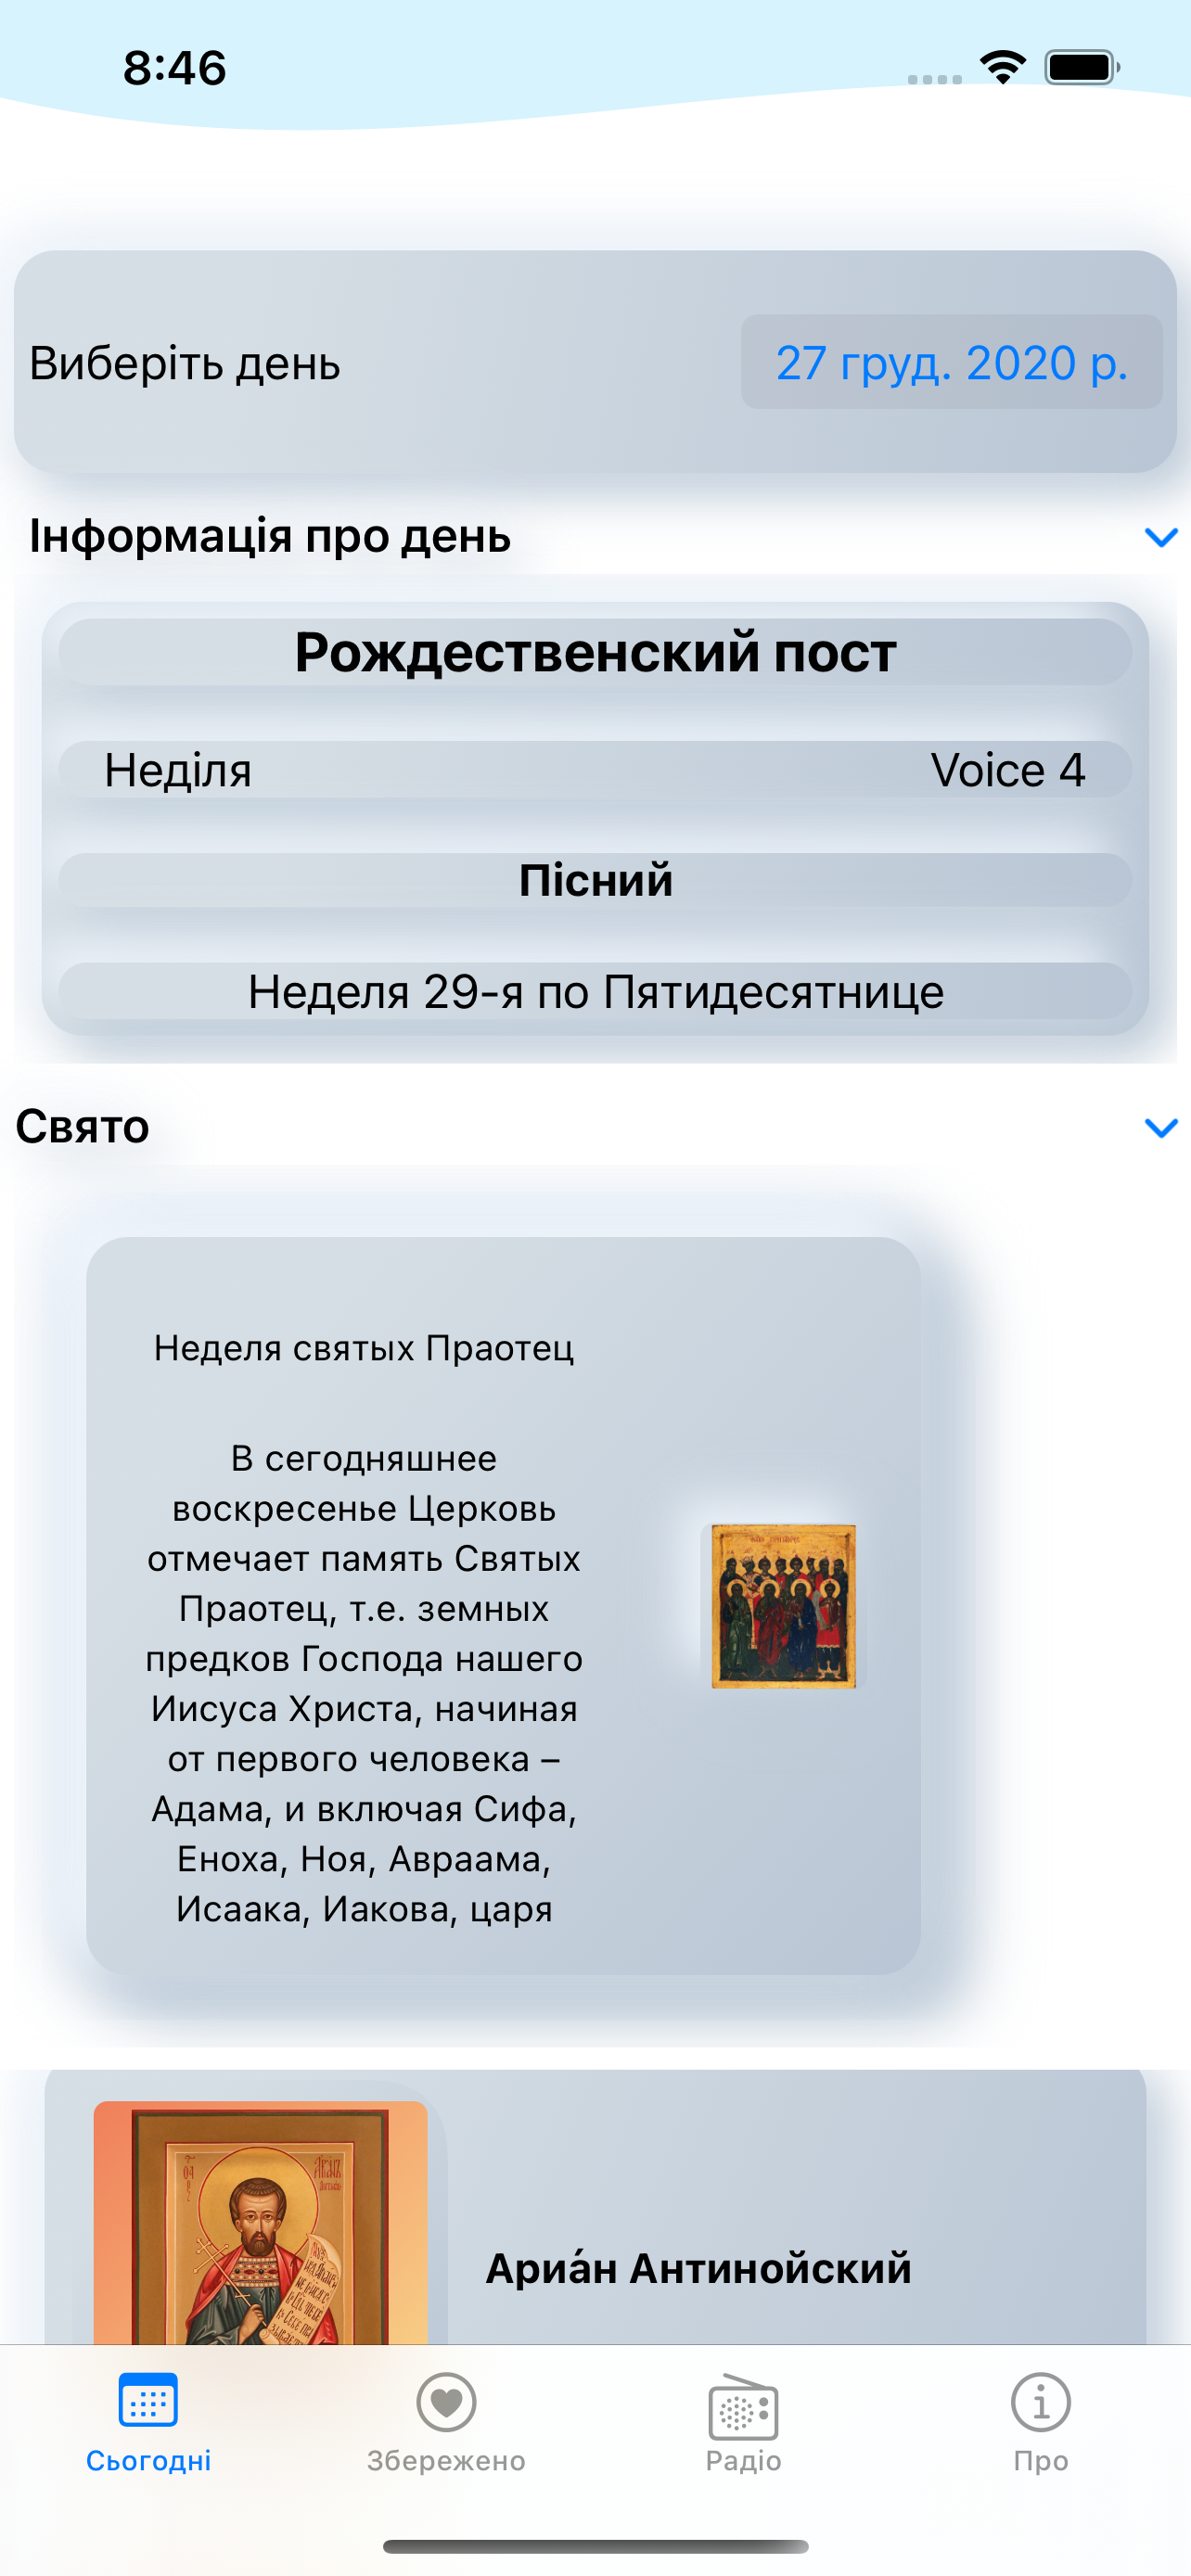 8:46
Виберіть день
27 груд. 2020 р.
Інформація про день
Рождественский пост
Неділя
Voice 4
Пісний
Неделя 29-я по Пятидесятнице
Свято
Неделя святых Праотец
В сегодняшнее
воскресенье Церковь
отмечает память Святых
Праотец, т.е. земных
предков Господа нашего
Иисуса Христа, начиная
от первого человека –
Адама, и включая Сифа,
Еноха, Ноя, Авраама,
Исаака, Иакова, царя
Ариа́н Антинойский
Сьогодні
Збережено
Радіо
Про